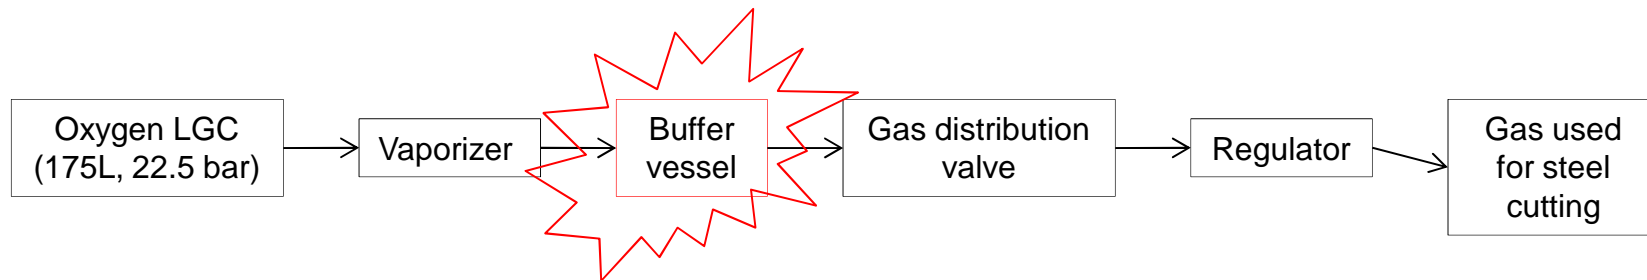 Oxygen LGC
(175L, 22.5 bar)
Vaporizer
Buffer
vessel
Gas distribution
valve
Regulator
Gas used
for steel
cutting